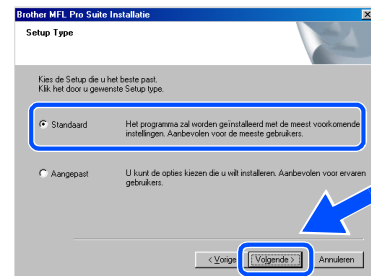 Brother MFL Pro Suite Installatie
Setup Type
Kies de Setup die u het beste past.
Klik het door u gewenste Setup type.
Standaard
Het programma zal worden geïnstalleerd met de meest voorkomende
instellingen. Aanbevolen voor de meeste gebruikers.
Aangepast
U kunt de opties kiezen die u wilt installeren. Aanbevolen voor ervaren
gebruikers.
< Vorige
Volgende >
Annuleren